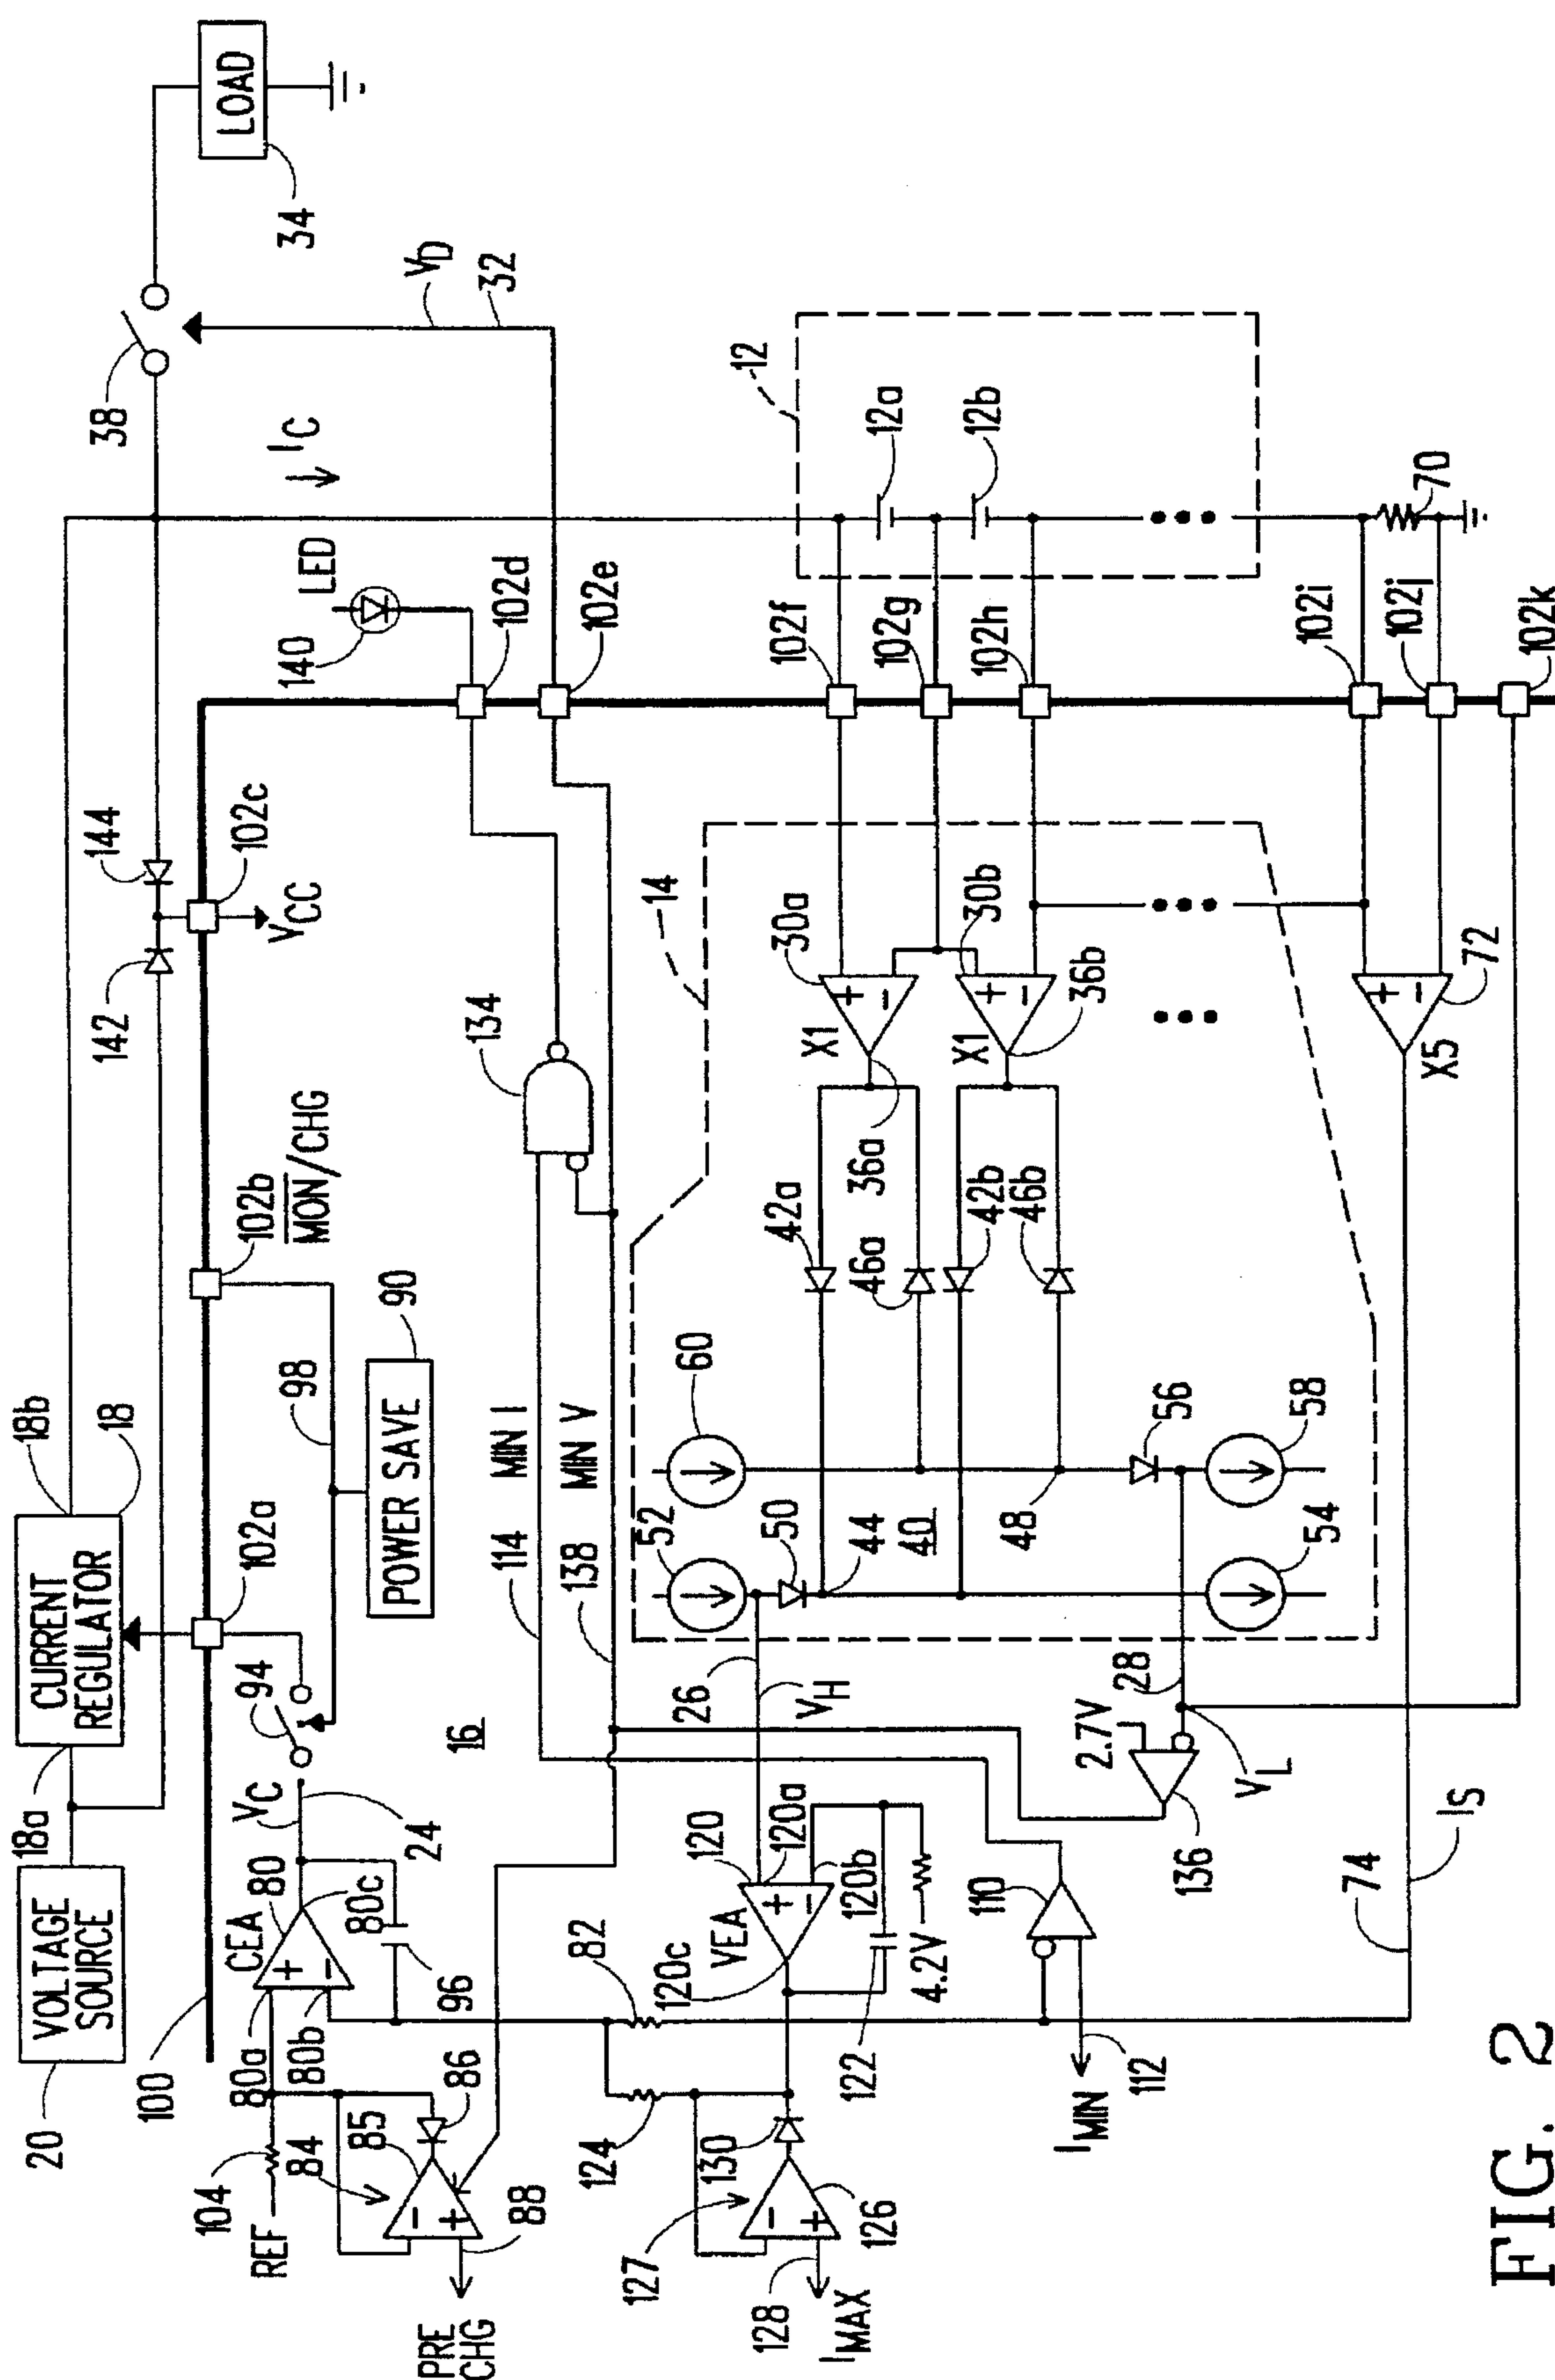 20
VOLTAGE
SOURCE
18a
CURRENT
REGULATOR
18b
18
142
144
38
LOAD
34
100
80a
CEA
80
VC
24
94
102a
98
102b
MON/CHG
102c
VCC
LED
140
IC
VD
32
104
REF
80b
80c
96
16
POWER SAVE
90
102d
102e
84
85
86
88
PRE
CHG
82
124
114
MIN I
138
MIN V
134
14
12
12a
12b
127
130
126
128
IMAX
120
120a
VEA
120b
120c
122
4.2V
26
VH
52
50
60
44
40
48
42a
46a
36a
42b
46b
X1
X1
30a
30b
36b
102f
102g
102h
110
112
IMIN
2.7V
136
28
VL
54
56
58
74
IS
X5
72
102i
102j
102k
70
FIG. 2